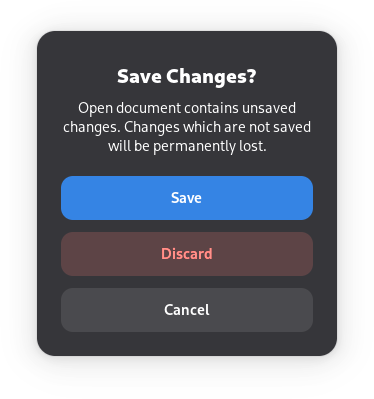 Save Changes?
Open document contains unsaved
changes. Changes which are not saved
will be permanently lost.
Save
Discard
Cancel